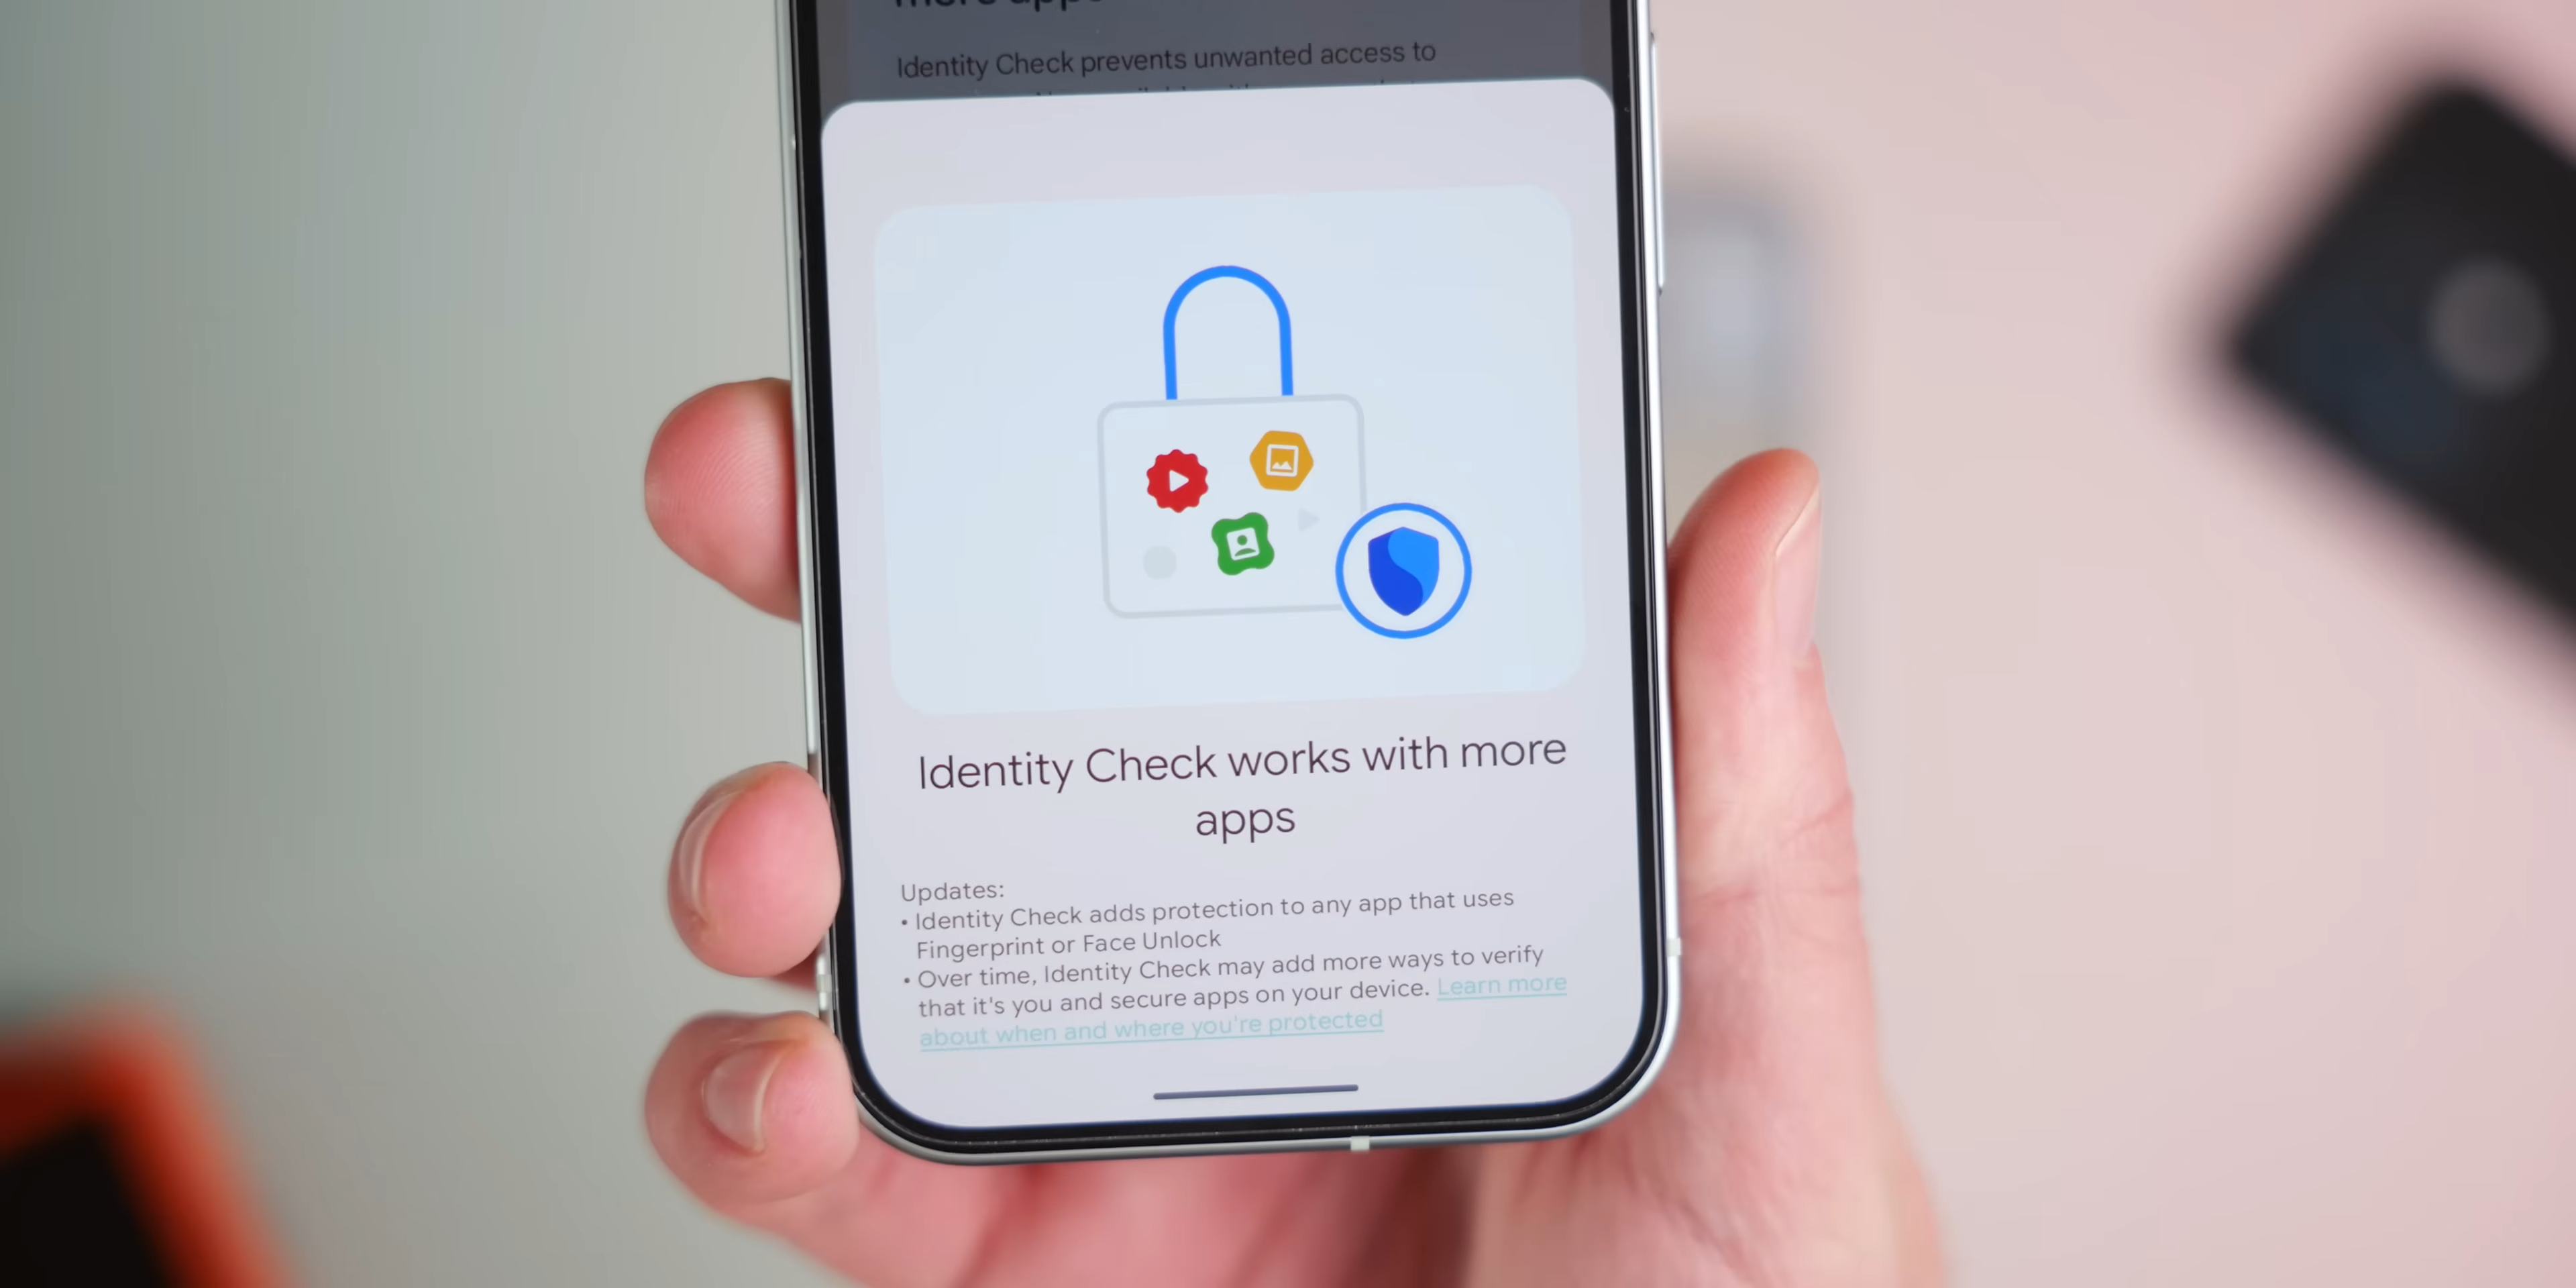 more apps
Identity Check prevents unwanted access to
Identity Check works with more
apps
Updates:
• Identity Check adds protection to any app that uses
Fingerprint or Face Unlock
• Over time, Identity Check may add more ways to verify
that it's you and secure apps on your device. Learn more
about when and where you're protected